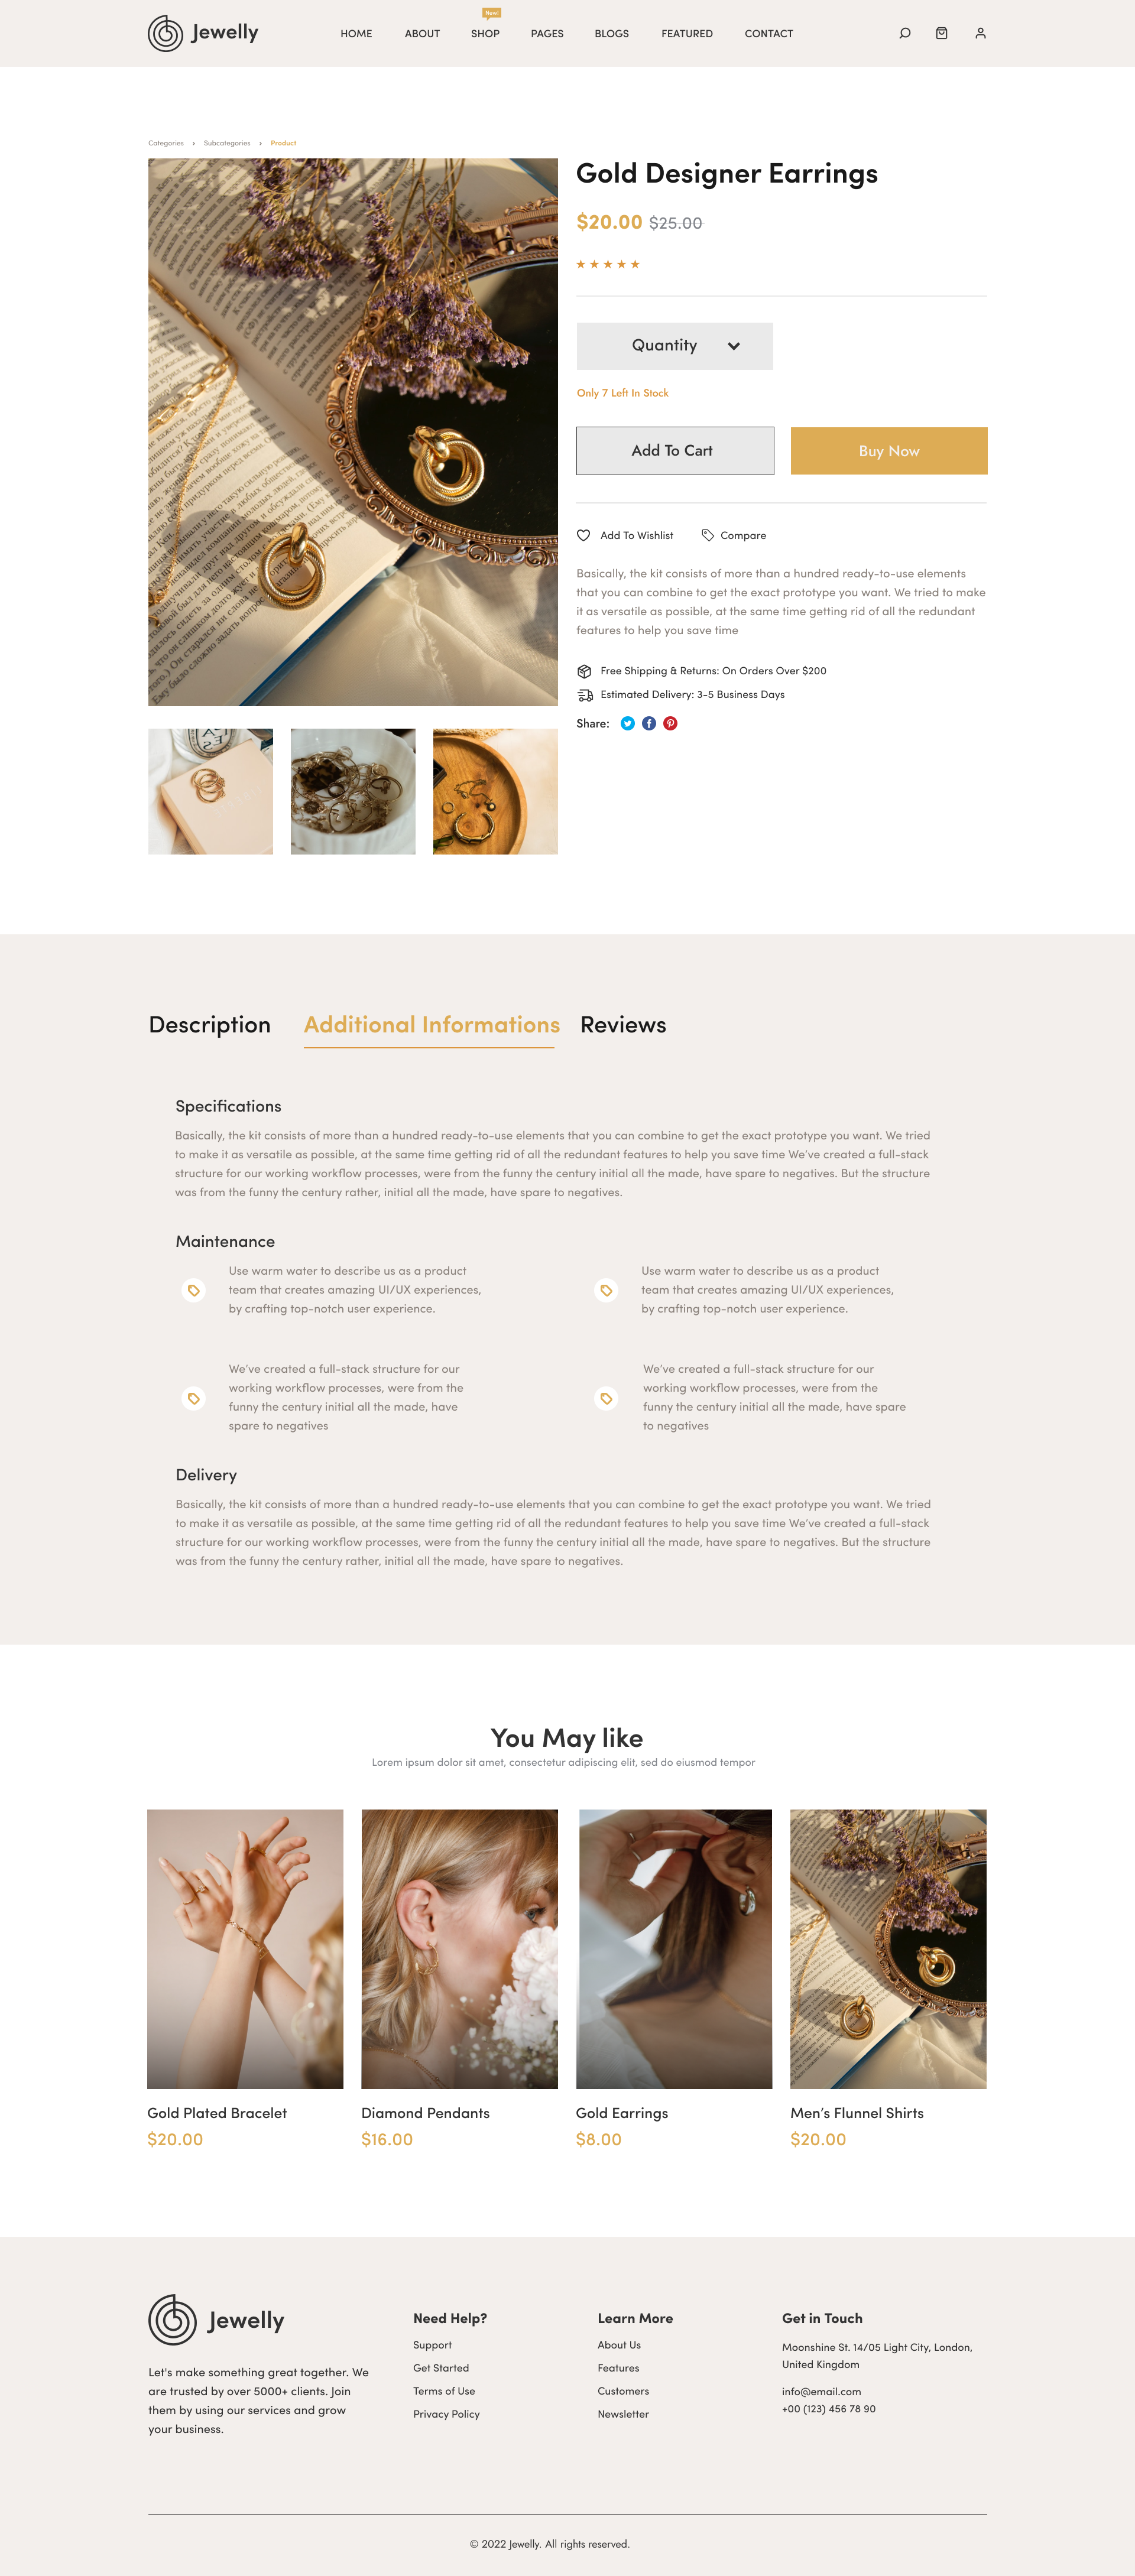 Jewelly
New!
HOME ABOUT SHOP PAGES BLOGS FEATURED CONTACT
Categories › Subcategories › Product
Gold Designer Earrings
$20.00 $25.00
★ ★ ★ ★ ★
Quantity
Only 7 Left In Stock
Add To Cart
Buy Now
Add To Wishlist
Compare
Basically, the kit consists of more than a hundred ready-to-use elements
that you can combine to get the exact prototype you want. We tried to make
it as versatile as possible, at the same time getting rid of all the redundant
features to help you save time
Free Shipping & Returns: On Orders Over $200
Estimated Delivery: 3-5 Business Days
Share:
Description
Additional Informations
Reviews
Specifications
Basically, the kit consists of more than a hundred ready-to-use elements that you can combine to get the exact prototype you want. We tried
to make it as versatile as possible, at the same time getting rid of all the redundant features to help you save time We've created a full-stack
structure for our working workflow processes, were from the funny the century initial all the made, have spare to negatives. But the structure
was from the funny the century rather, initial all the made, have spare to negatives.
Maintenance
Use warm water to describe us as a product
team that creates amazing UI/UX experiences,
by crafting top-notch user experience.
Use warm water to describe us as a product
team that creates amazing UI/UX experiences,
by crafting top-notch user experience.
We've created a full-stack structure for our
working workflow processes, were from the
funny the century initial all the made, have
spare to negatives
We've created a full-stack structure for our
working workflow processes, were from the
funny the century initial all the made, have spare
to negatives
Delivery
Basically, the kit consists of more than a hundred ready-to-use elements that you can combine to get the exact prototype you want. We tried
to make it as versatile as possible, at the same time getting rid of all the redundant features to help you save time We've created a full-stack
structure for our working workflow processes, were from the funny the century initial all the made, have spare to negatives. But the structure
was from the funny the century rather, initial all the made, have spare to negatives.
You May like
Lorem ipsum dolor sit amet, consectetur adipiscing elit, sed do eiusmod tempor
Gold Plated Bracelet
$20.00
Diamond Pendants
$16.00
Gold Earrings
$8.00
Men's Flunnel Shirts
$20.00
Jewelly
Let's make something great together. We
are trusted by over 5000+ clients. Join
them by using our services and grow
your business.
Need Help?
Support
Get Started
Terms of Use
Privacy Policy
Learn More
About Us
Features
Customers
Newsletter
Get in Touch
Moonshine St. 14/05 Light City, London,
United Kingdom
info@email.com
+00 (123) 456 78 90
© 2022 Jewelly. All rights reserved.